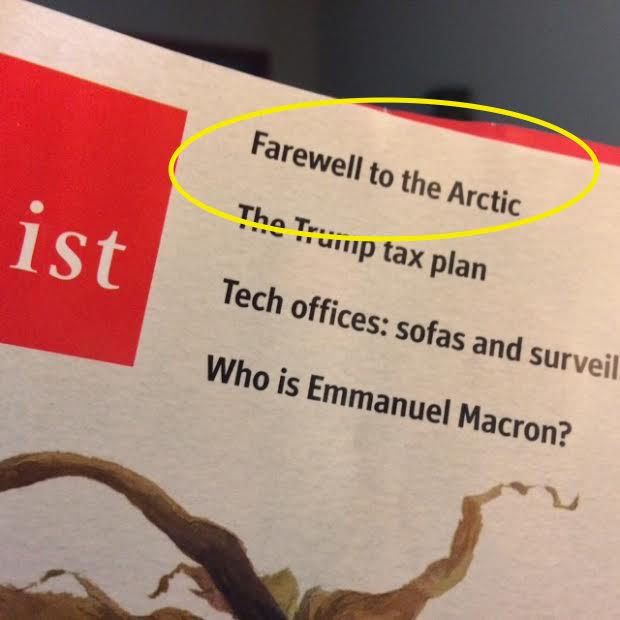 ist
Farewell to the Arctic
The Trump tax plan
Tech offices: sofas and surveil
Who is Emmanuel Macron?